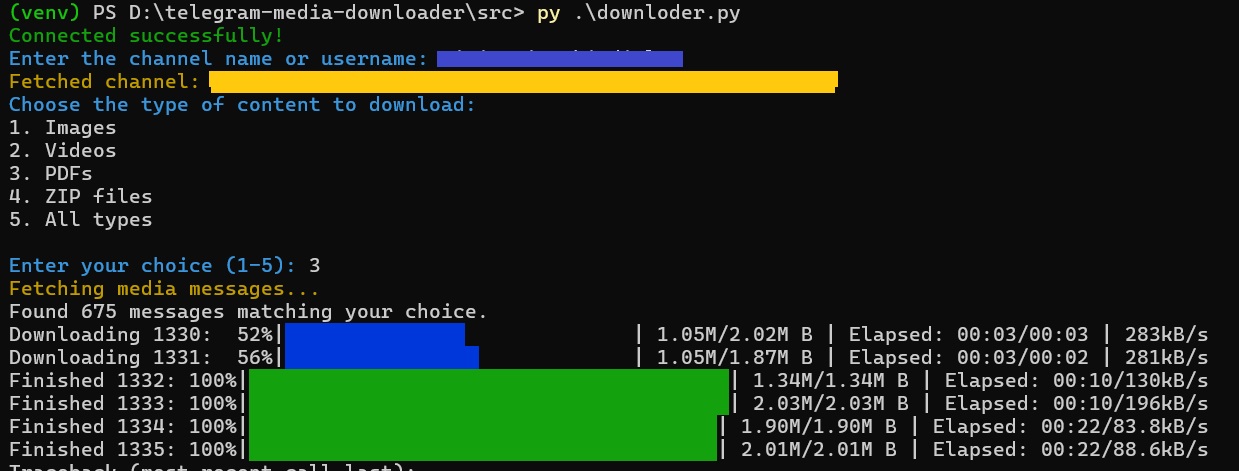 (venv) PS D:\telegram-media-downloader\src> py .\downloder.py
Connected successfully!
Enter the channel name or username:
Fetched channel:
Choose the type of content to download:
1. Images
2. Videos
3. PDFs
4. ZIP files
5. All types
Enter your choice (1-5): 3
Fetching media messages...
Found 675 messages matching your choice.
Downloading 1330:  52%| | 1.05M/2.02M B | Elapsed: 00:03/00:03 | 283kB/s
Downloading 1331:  56%| | 1.05M/1.87M B | Elapsed: 00:03/00:02 | 281kB/s
Finished 1332: 100%| | 1.34M/1.34M B | Elapsed: 00:10/130kB/s
Finished 1333: 100%| | 2.03M/2.03M B | Elapsed: 00:10/196kB/s
Finished 1334: 100%| | 1.90M/1.90M B | Elapsed: 00:22/83.8kB/s
Finished 1335: 100%| | 2.01M/2.01M B | Elapsed: 00:22/88.6kB/s
Traceback (most recent call last):